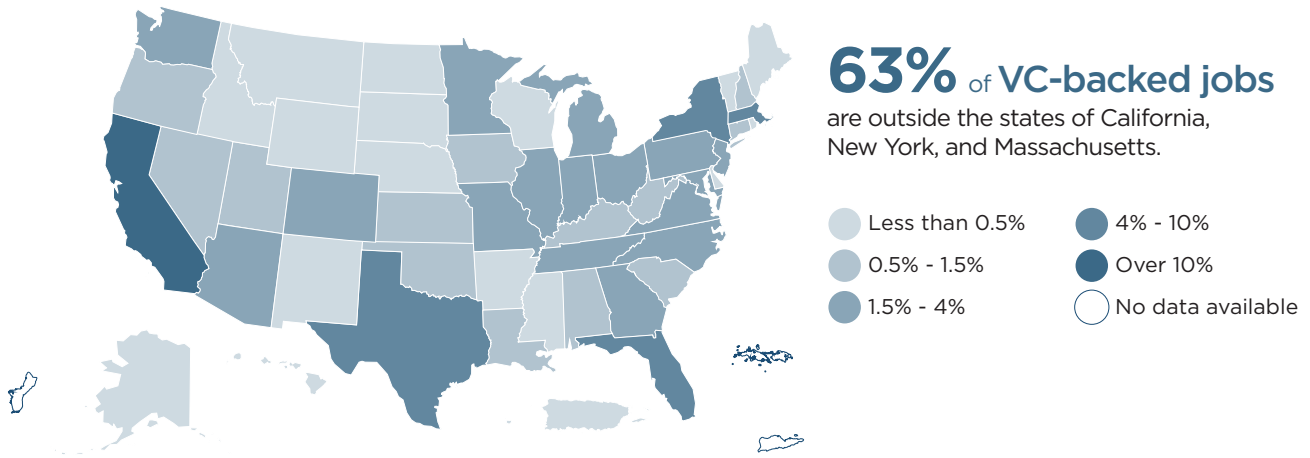 63% of VC-backed jobs
are outside the states of California,
New York, and Massachusetts.
Less than 0.5%
4% - 10%
0.5% - 1.5%
Over 10%
1.5% - 4%
No data available